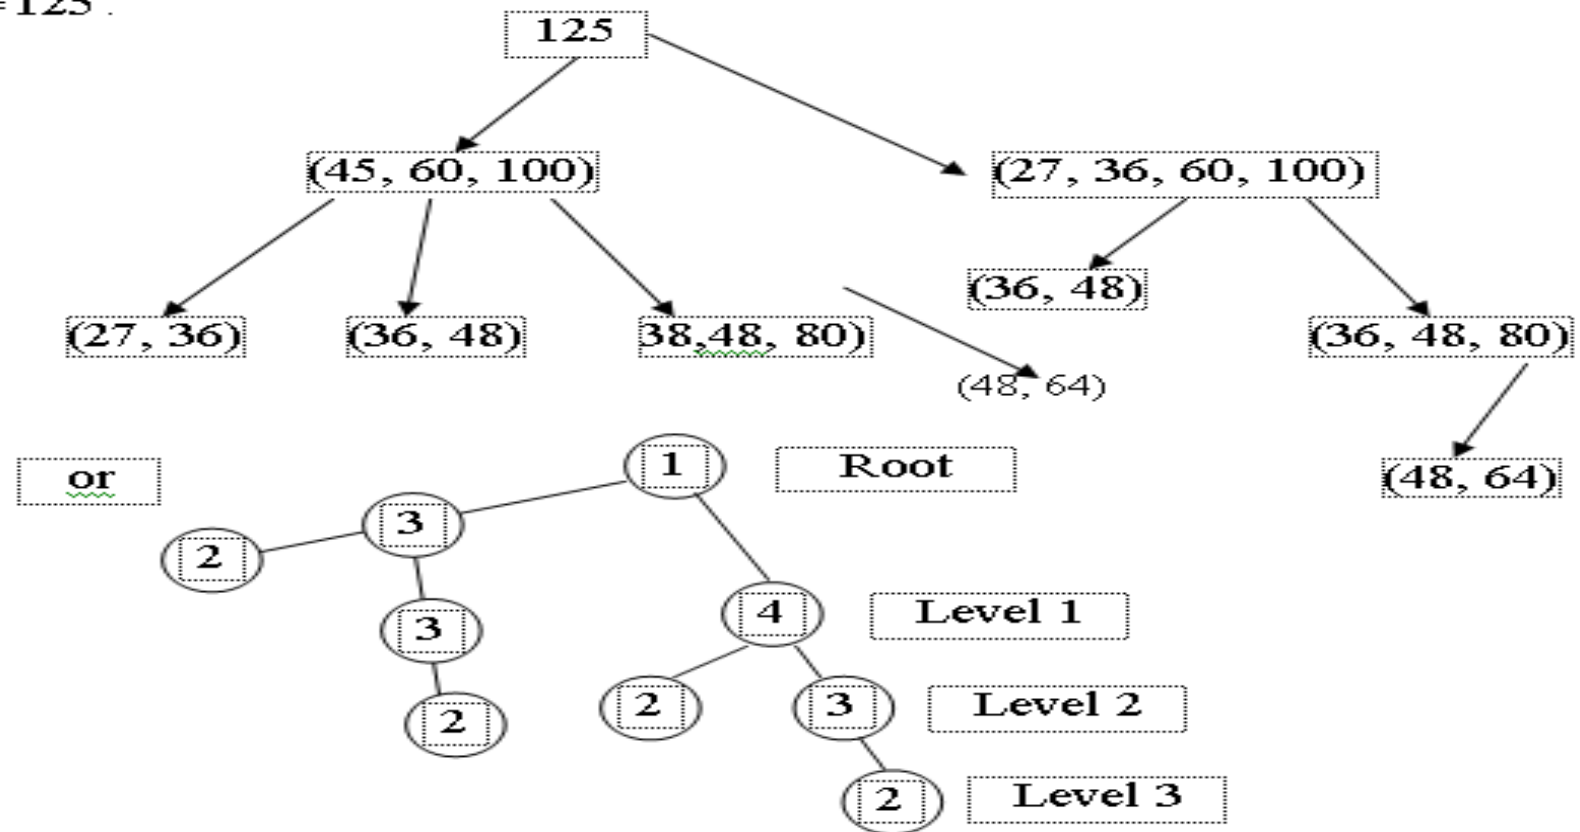 =125 .
125
(45, 60, 100) (27, 36, 60, 100)
(36, 48)
(27, 36) (36, 48) 38,48, 80) (36, 48, 80)
(48, 64)
1 Root
or (48, 64)
3
2
3 4 Level 1
2 2 3 Level 2
2 Level 3